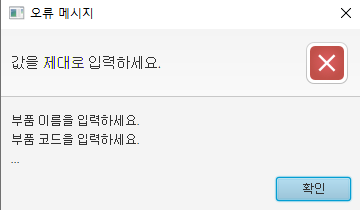 오류 메시지
값을 제대로 입력하세요.
부품 이름을 입력하세요.
부품 코드을 입력하세요.
...
확인